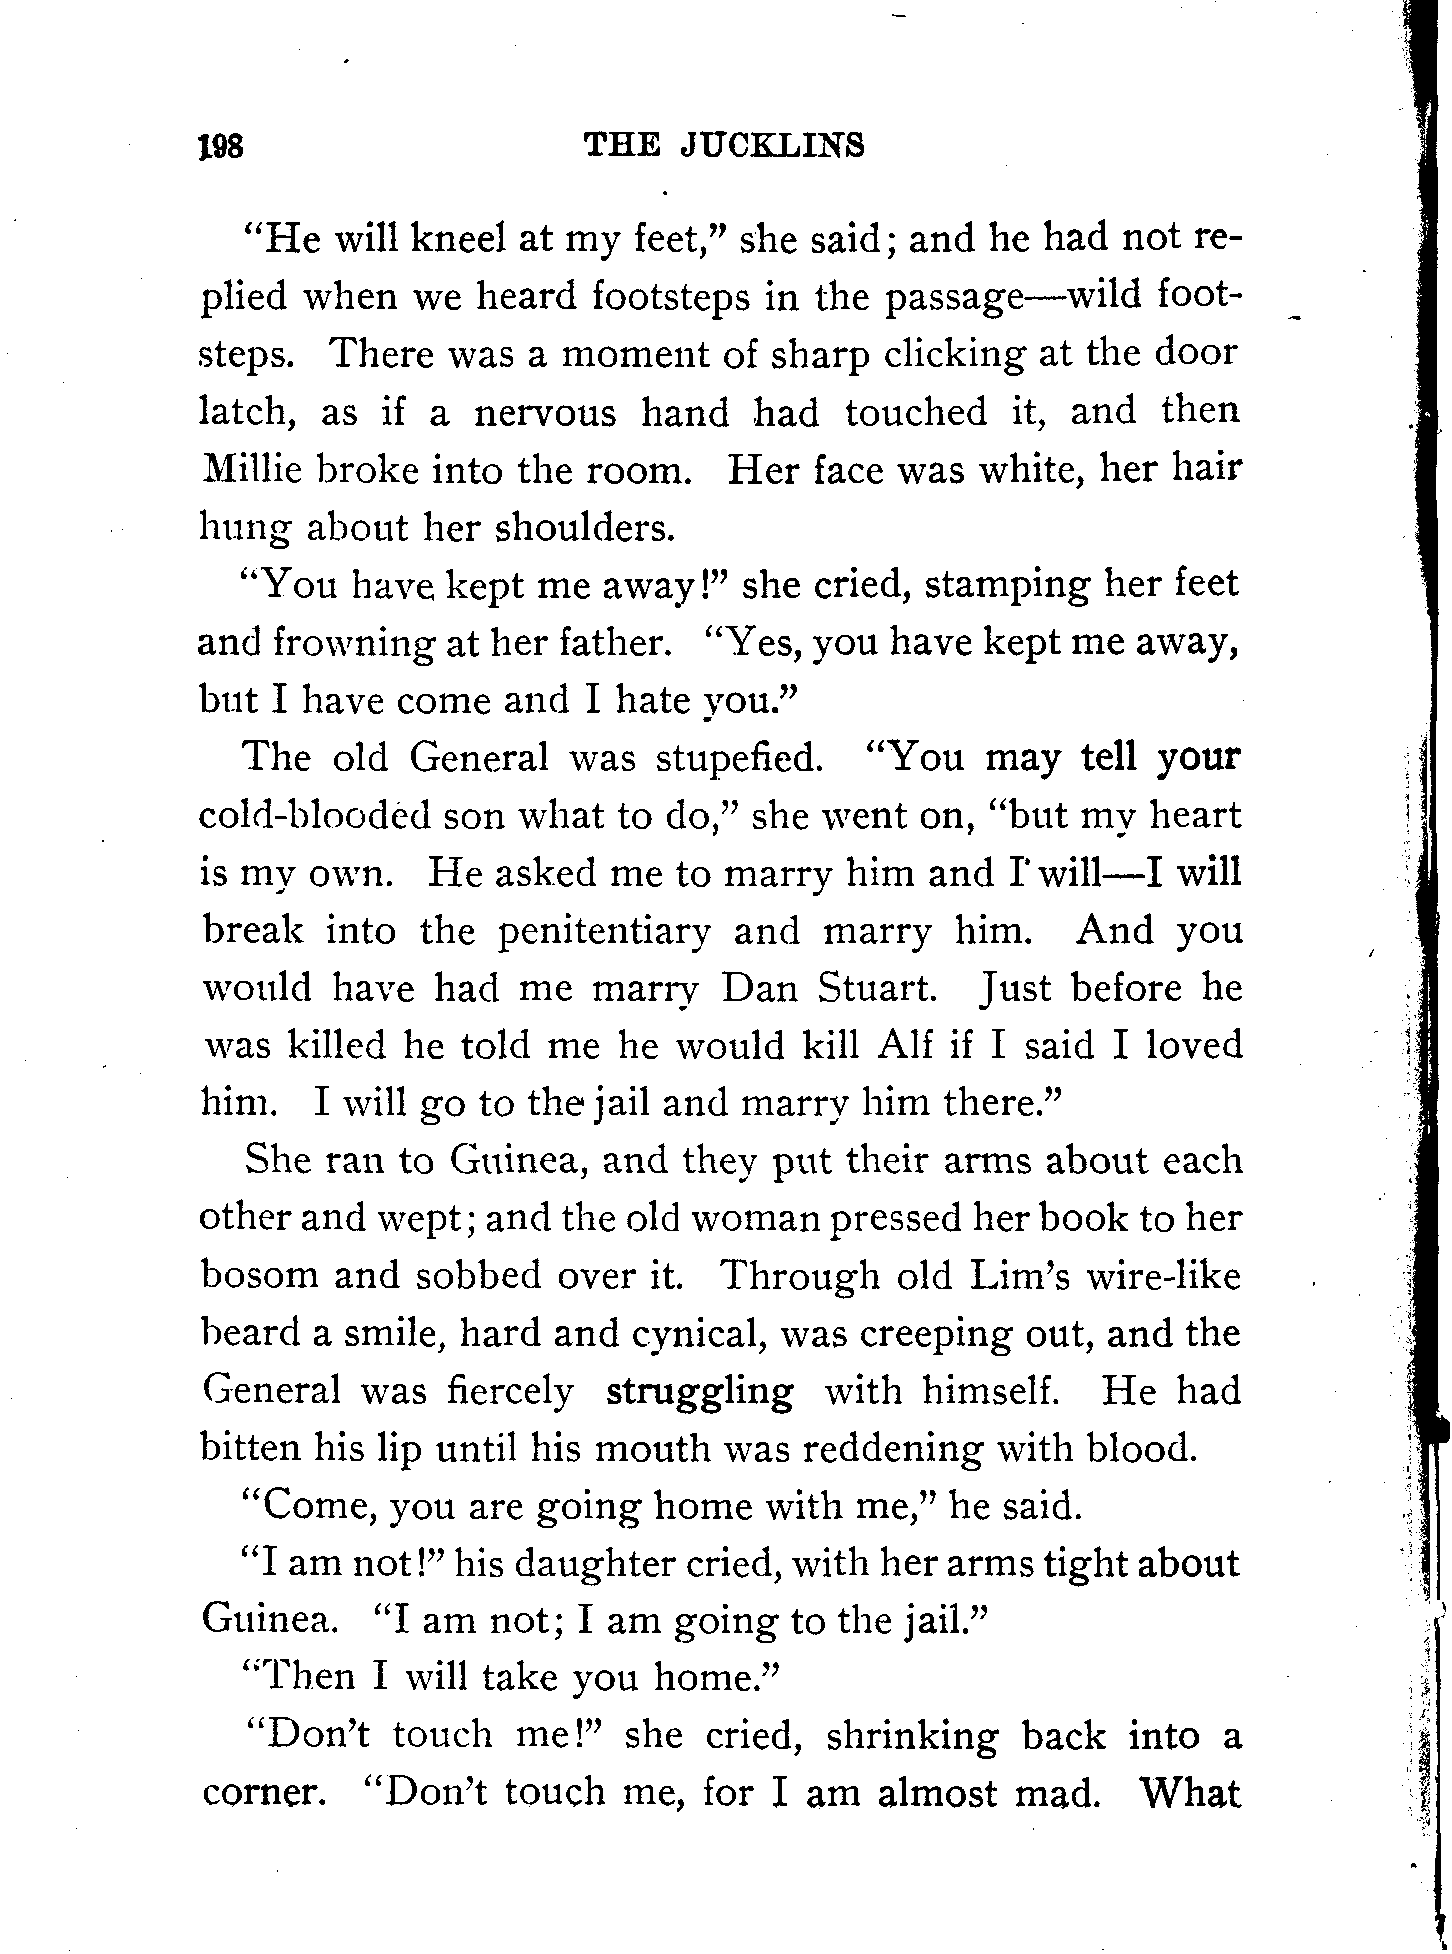 198 THE JUCKLINS
“He will kneel at my feet,” she said; and he had not re-
plied when we heard footsteps in the passage—wild foot-
steps. There was a moment of sharp clicking at the door
latch, as if a nervous hand had touched it, and then
Millie broke into the room. Her face was white, her hair
hung about her shoulders.
“You have kept me away!” she cried, stamping her feet
and frowning at her father. “Yes, you have kept me away,
but I have come and I hate you.”
The old General was stupefied. “You may tell your
cold-blooded son what to do,” she went on, “but my heart
is my own. He asked me to marry him and I will—I will
break into the penitentiary and marry him. And you
would have had me marry Dan Stuart. Just before he
was killed he told me he would kill Alf if I said I loved
him. I will go to the jail and marry him there.”
She ran to Guinea, and they put their arms about each
other and wept; and the old woman pressed her book to her
bosom and sobbed over it. Through old Lim’s wire-like
beard a smile, hard and cynical, was creeping out, and the
General was fiercely struggling with himself. He had
bitten his lip until his mouth was reddening with blood.
“Come, you are going home with me,” he said.
“I am not!” his daughter cried, with her arms tight about
Guinea. “I am not; I am going to the jail.”
“Then I will take you home.”
“Don’t touch me!” she cried, shrinking back into a
corner. “Don’t touch me, for I am almost mad. What